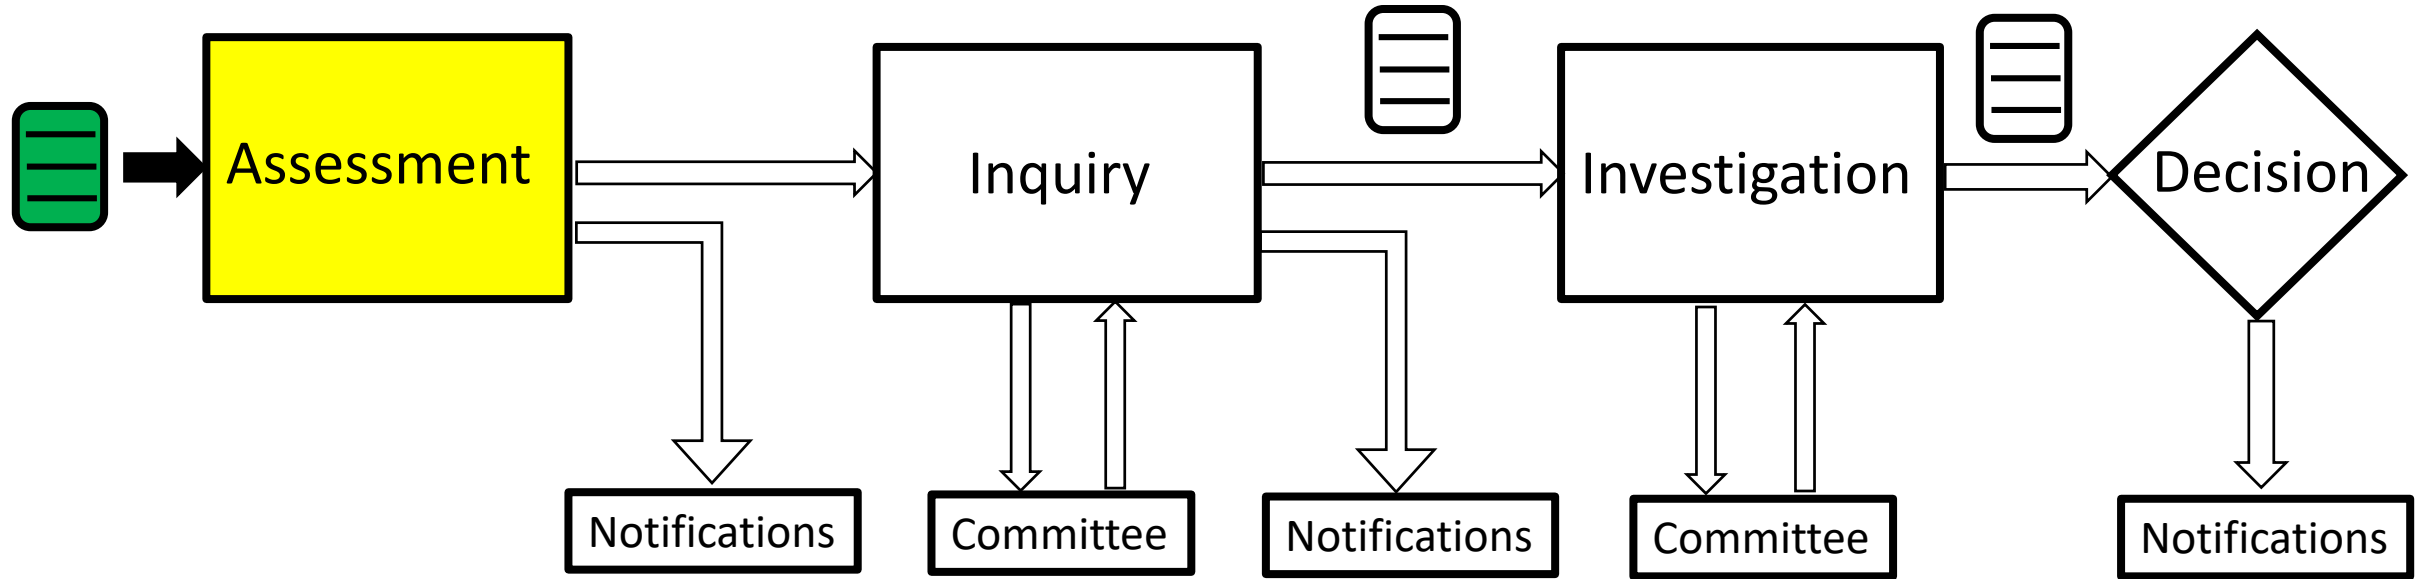 Assessment
Inquiry
Investigation
Decision
Notifications
Committee
Notifications
Committee
Notifications